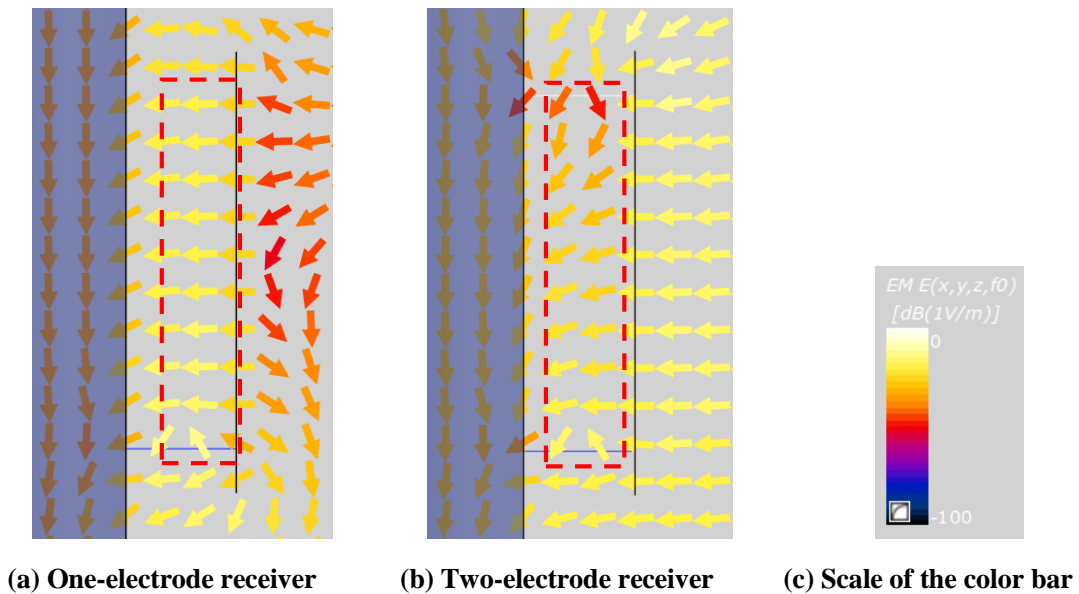 EM E(x,y,z,f0)
[dB(1V/m)]
0
-100
(a) One-electrode receiver
(b) Two-electrode receiver
(c) Scale of the color bar